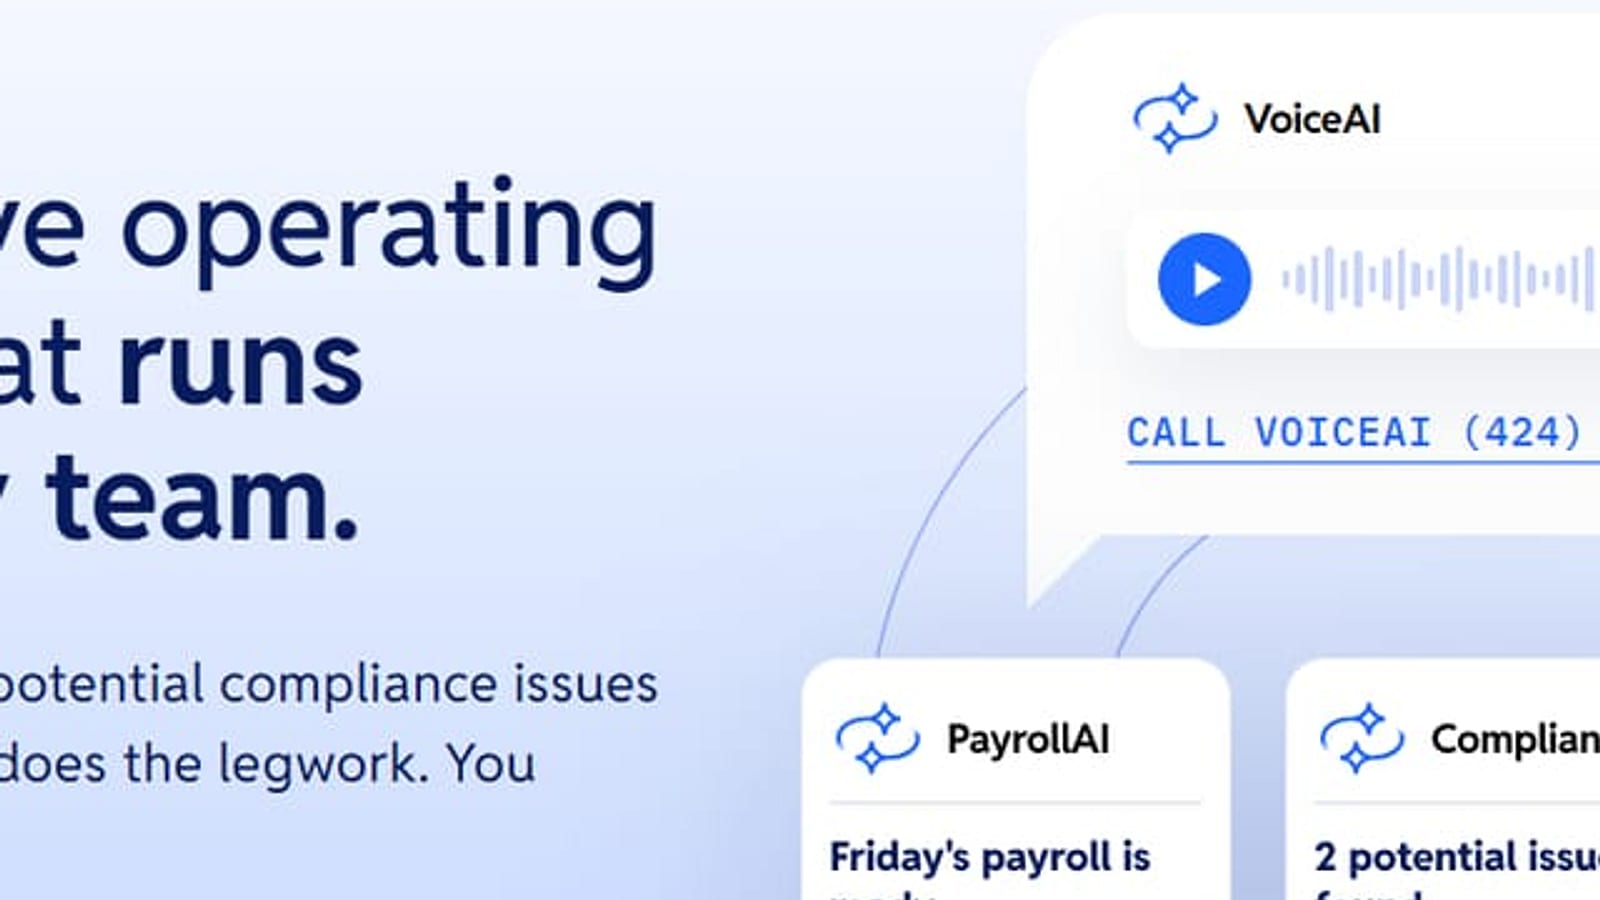 ve operating
at runs
y team.
potential compliance issues
does the legwork. You
VoiceAI
CALL VOICEAI (424)
PayrollAI
Friday's payroll is
Complian
2 potential issu